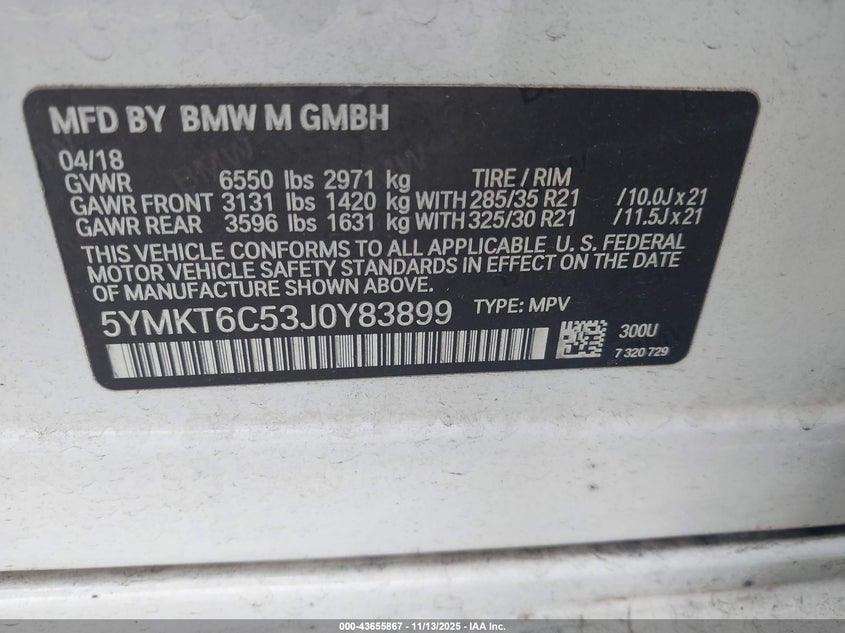 MFD BY BMW M GMBH
04/18
GVWR 6550 lbs 2971 kg TIRE / RIM
GAWR FRONT 3131 lbs 1420 kg WITH 285/35 R21 /10.0J x 21
GAWR REAR 3596 lbs 1631 kg WITH 325/30 R21 /11.5J x 21
THIS VEHICLE CONFORMS TO ALL APPLICABLE U. S. FEDERAL
MOTOR VEHICLE SAFETY STANDARDS IN EFFECT ON THE DATE
OF MANUFACTURE SHOWN ABOVE.
5YMKT6C53J0Y83899 TYPE: MPV
300U
7 320 729
000-43655867 - 11/13/2025 - IAA Inc.